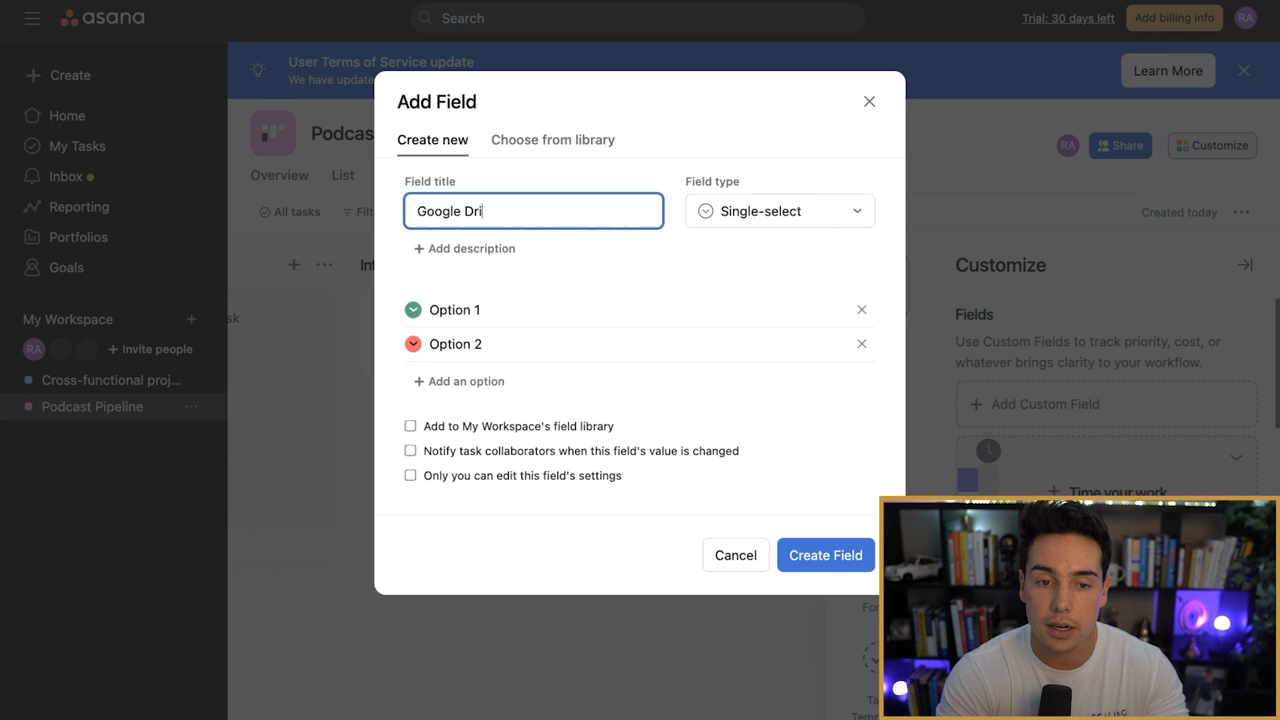 asana
Search
Trial: 30 days left
Add billing info
RA
Create
Home
My Tasks
Inbox
Reporting
Portfolios
Goals
My Workspace
RA
Invite people
Cross-functional proj...
Podcast Pipeline
User Terms of Service update
We have update
Learn More
Podcas
RA
Share
Customize
Overview
List
All tasks
Filt
Created today
Int
sk
Add Field
Create new
Choose from library
Field title
Field type
Google Dri
Single-select
+ Add description
Option 1
Option 2
+ Add an option
Add to My Workspace's field library
Notify task collaborators when this field's value is changed
Only you can edit this field's settings
Cancel
Create Field
Customize
Fields
Use Custom Fields to track priority, cost, or
whatever brings clarity to your workflow.
+ Add Custom Field
+ Time your work
For
Ta
Temp